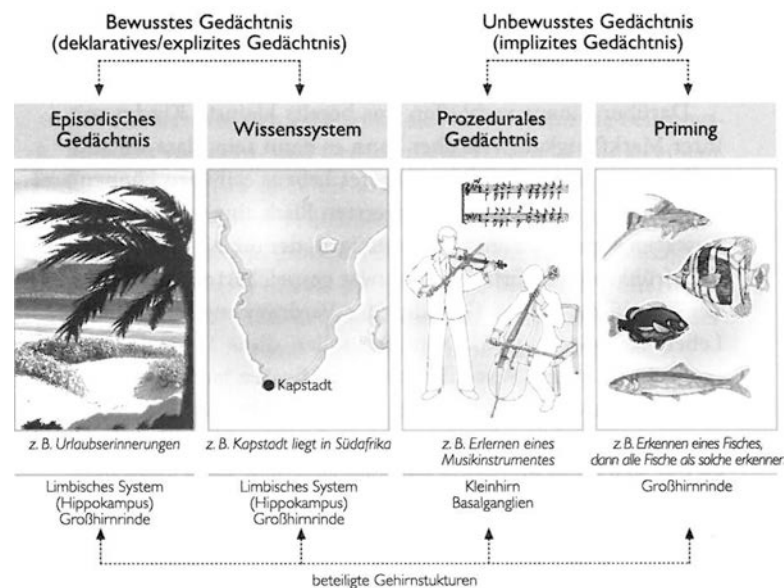 Bewusstes Gedächtnis
(deklaratives/explizites Gedächtnis)
Unbewusstes Gedächtnis
(implizites Gedächtnis)
Episodisches
Gedächtnis
Wissenssystem
Prozedurales
Gedächtnis
Priming
Kapstadt
z. B. Urlaubserinnerungen
z. B. Kapstadt liegt in Südafrika
z. B. Erlernen eines
Musikinstrumentes
z. B. Erkennen eines Fisches,
dann alle Fische als solche erkennen
Limbisches System
(Hippokampus)
Großhirnrinde
Limbisches System
(Hippokampus)
Großhirnrinde
Kleinhirn
Basalganglien
Großhirnrinde
beteiligte Gehirnstukturen